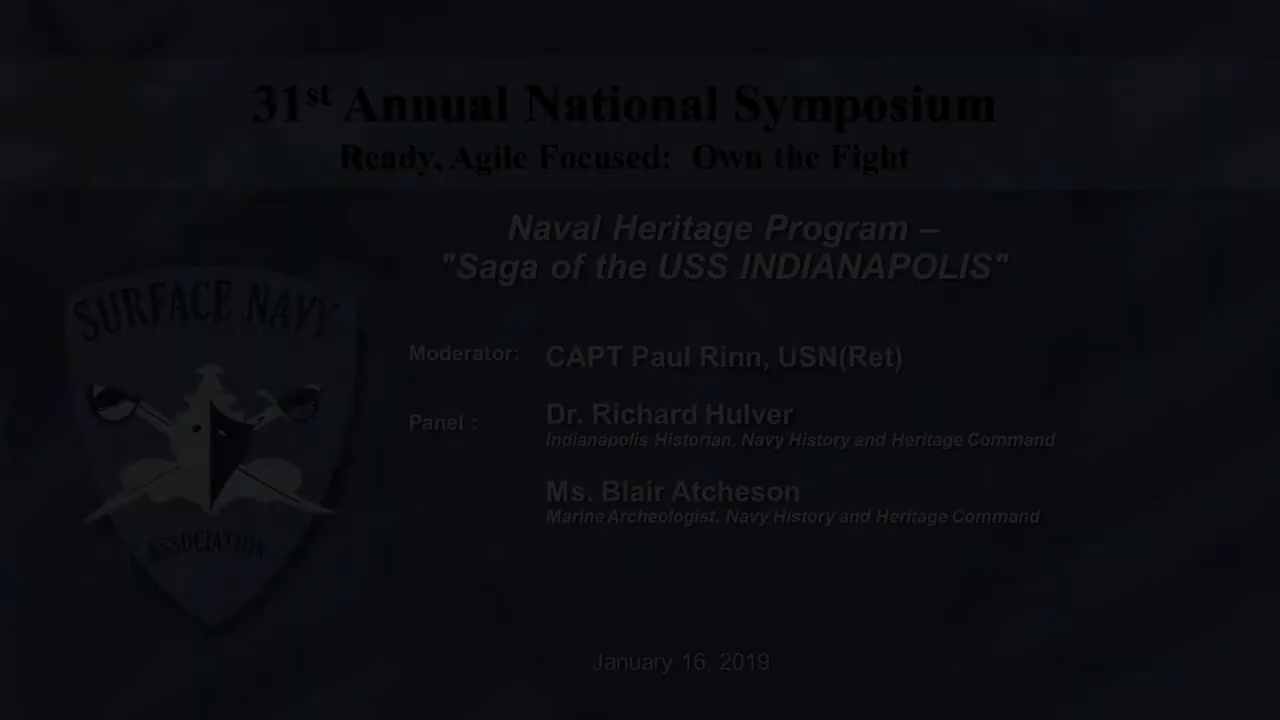 31st Annual National Symposium
Ready, Agile Focused: Own the Fight
Naval Heritage Program –
"Saga of the USS INDIANAPOLIS"
SURFACE NAVY
ASSOCIATION
Moderator: CAPT Paul Rinn, USN(Ret)
Panel : Dr. Richard Hulver
Indianapolis Historian, Navy History and Heritage Command
Ms. Blair Atcheson
Marine Archeologist, Navy History and Heritage Command
January 16, 2019